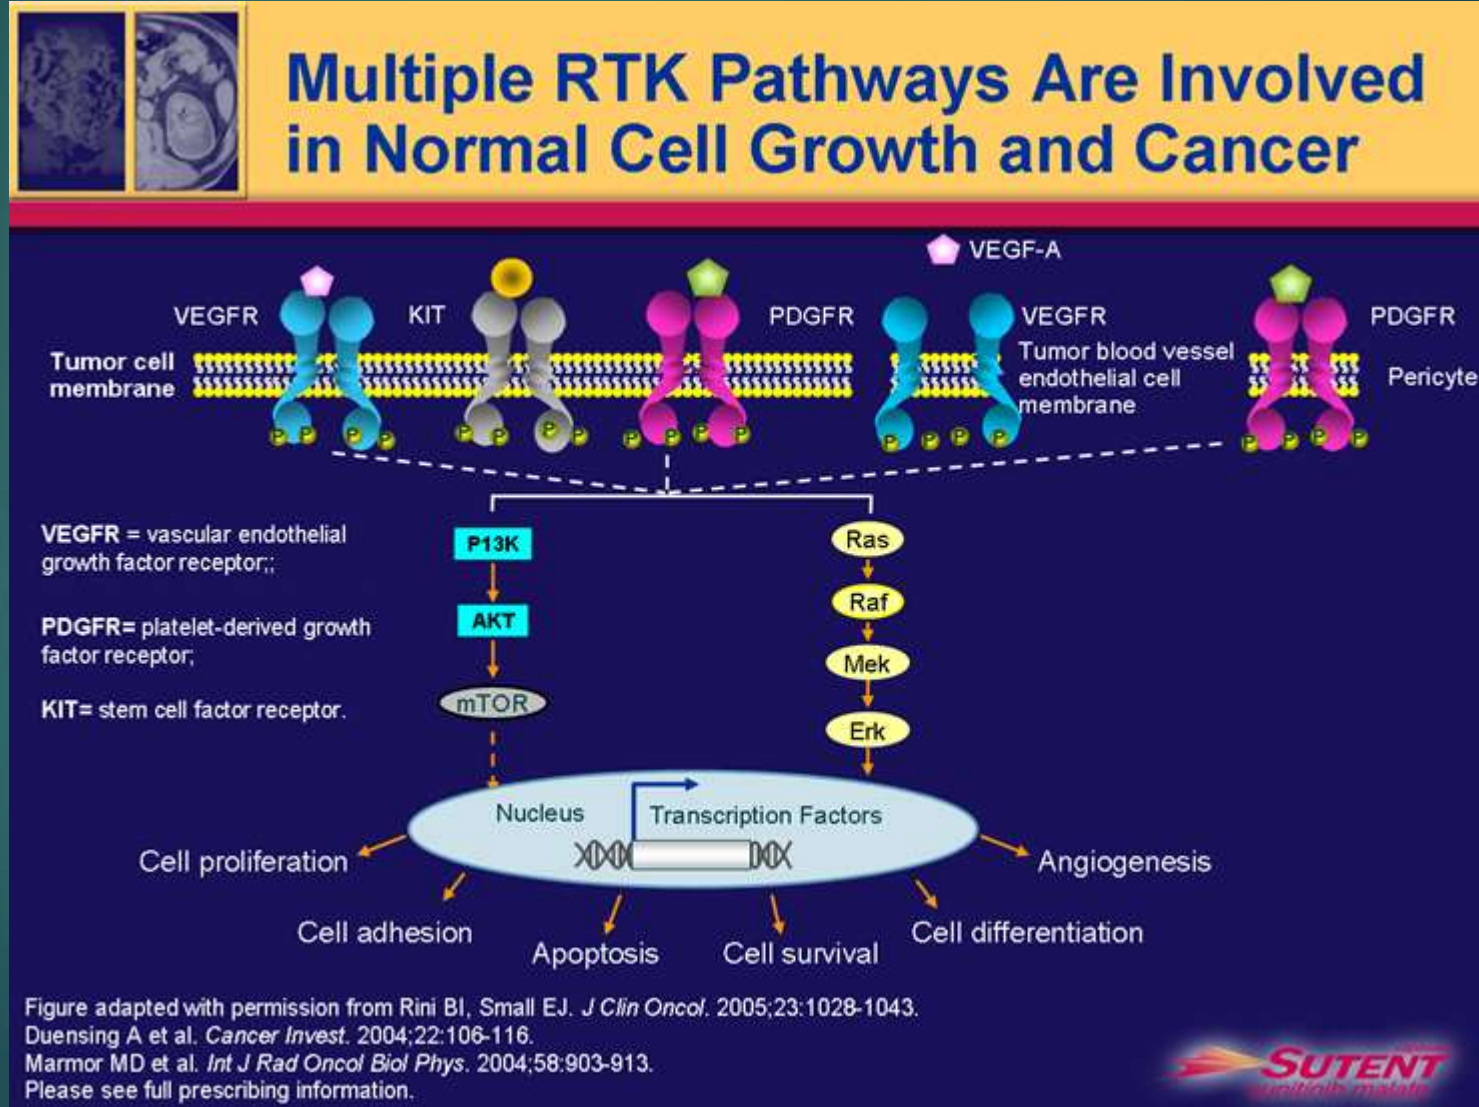 Multiple RTK Pathways Are Involved
in Normal Cell Growth and Cancer
VEGF-A
VEGFR
KIT
PDGFR
VEGFR
PDGFR
Tumor cell
membrane
Tumor blood vessel
endothelial cell
membrane
Pericyte
P P P P P P P P P P P P P P P P P P P P
VEGFR = vascular endothelial
growth factor receptor;;
PDGFR= platelet-derived growth
factor receptor;
KIT= stem cell factor receptor.
P13K
AKT
mTOR
Ras
Raf
Mek
Erk
Nucleus
Transcription Factors
Cell proliferation
Cell adhesion
Apoptosis
Cell survival
Cell differentiation
Angiogenesis
Figure adapted with permission from Rini BI, Small EJ. J Clin Oncol. 2005;23:1028-1043.
Duensing A et al. Cancer Invest. 2004;22:106-116.
Marmor MD et al. Int J Rad Oncol Biol Phys. 2004;58:903-913.
Please see full prescribing information.
SUTENT
sunitinib malate